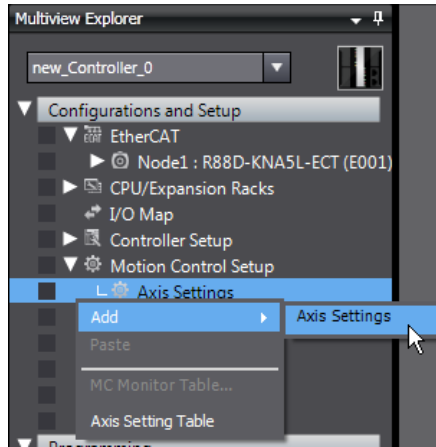 Multiview Explorer
new_Controller_0
Configurations and Setup
EtherCAT
Node1 : R88D-KNA5L-ECT (E001)
CPU/Expansion Racks
I/O Map
Controller Setup
Motion Control Setup
Axis Settings
Add
Axis Settings
Paste
MC Monitor Table...
Axis Setting Table
Programming